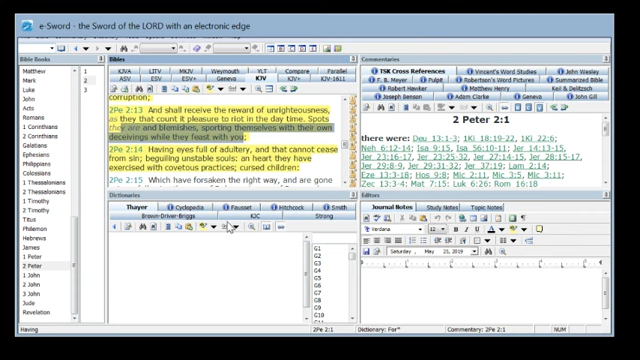 e-Sword - the Sword of the LORD with an electronic edge
Bible Books
Matthew
Mark
Luke
John
Acts
Romans
1 Corinthians
2 Corinthians
Galatians
Ephesians
Philippians
Colossians
1 Thessalonians
2 Thessalonians
1 Timothy
2 Timothy
Titus
Philemon
Hebrews
James
1 Peter
2 Peter
1 John
2 John
3 John
Jude
Revelation
1
2
3
Bibles
KJVA LITV MKJV Weymouth YLT Compare Parallel
ASV ESV ESV+ Geneva KJV KJV+ KJV-1611
corruption;
2Pe 2:13 And shall receive the reward of unrighteousness,
as they that count it pleasure to riot in the day time. Spots
they are and blemishes, sporting themselves with their own
deceivings while they feast with you;
2Pe 2:14 Having eyes full of adultery, and that cannot cease
from sin; beguiling unstable souls: an heart they have
exercised with covetous practices; cursed children:
2Pe 2:15 Which have forsaken the right way, and are gone
Dictionaries
Thayer Cyclopedia Fausset Hitchcock Smith
Brown-Driver-Briggs KJC Strong
G1
G2
G3
G4
G5
G6
G7
G8
G9
G10
G11
Commentaries
TSK Cross References Vincent's Word Studies John Wesley
F. B. Meyer Pulpit Robertson's Word Pictures Summarized Bible
Robert Hawker Matthew Henry Keil & Delitzsch
Joseph Benson Adam Clarke Geneva John Gil
2 Peter 2:1
there were: Deu 13:1-3; 1Ki 18:19-22, 1Ki 22:6;
Neh 6:12-14; Isa 9:15, Isa 56:10-11; Jer 14:13-15,
Jer 23:16-17, Jer 23:25-32, Jer 27:14-15, Jer 28:15-17,
Jer 29:8-9, Jer 29:31-32, Jer 37:19; Lam 2:14;
Eze 13:3-18; Hos 9:8; Mic 2:11, Mic 3:5, Mic 3:11;
Zec 13:3-4; Mat 7:15; Luk 6:26; Rom 16:18
Editors
Journal Notes Study Notes Topic Notes
Verdana 12 B I U
Saturday , May 25, 2019
Having
2Pe 2:1
Dictionary: For"
Commentary: 2Pe 2:1
NUM